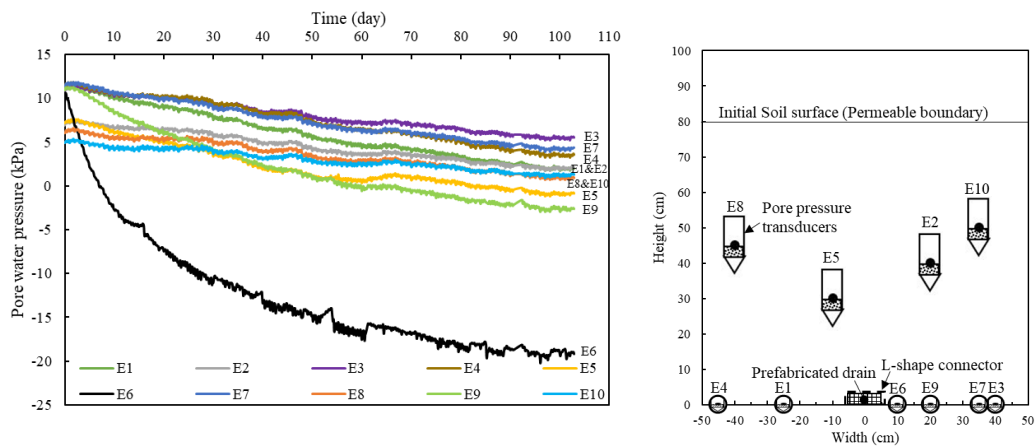 Time (day)
0 10 20 30 40 50 60 70 80 90 100 110
15
10
5
0
-5
-10
-15
-20
-25
Pore water pressure (kPa)
E3
E7
E4
E1&E2
E8&E10
E5
E9
E6
E1 E2 E3 E4 E5
E6 E7 E8 E9 E10
100
90
80
70
60
50
40
30
20
10
0
Height (cm)
Initial Soil surface (Permeable boundary)
E10
E8
Pore pressure
transducers
E2
E5
L-shape connector
Prefabricated drain
E4 E1 E6 E9 E7 E3
-50 -40 -30 -20 -10 0 10 20 30 40 50
Width (cm)